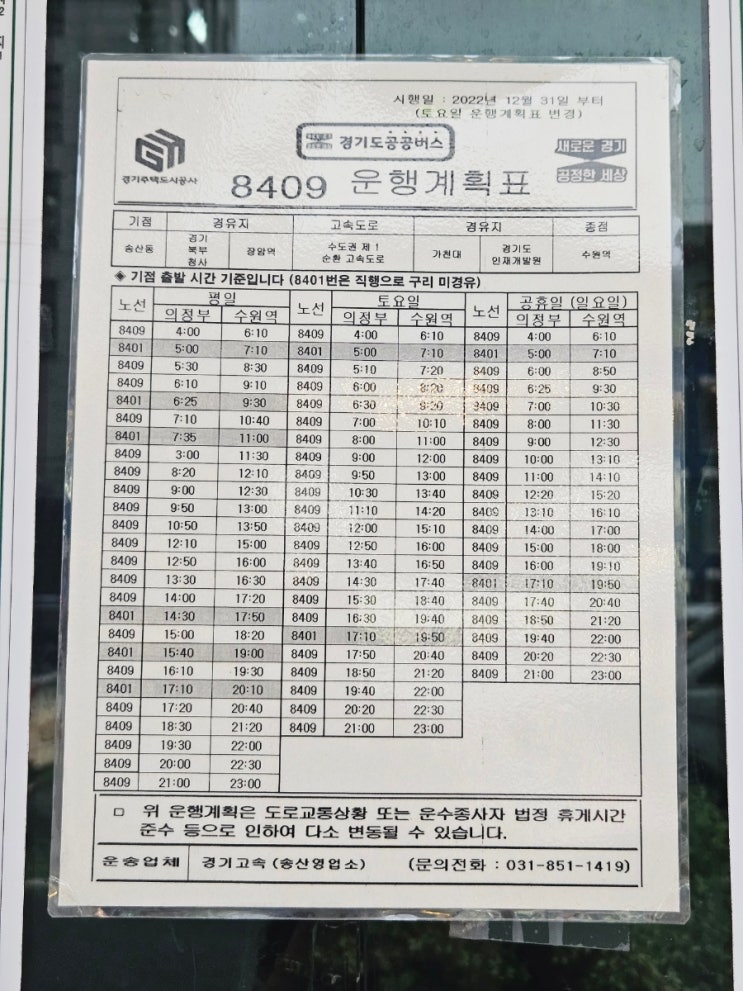 시행일 : 2022년 12월 31일 부터
(토요일 운행계획표 변경)
경기도공공버스
새로운 경기
공정한 세상
경기주택도시공사
8409 운행계획표
기점 경유지 고속도로 경유지 종점
송산동 경기 북부 청사 장암역 수도권 제1 순환 고속도로 가천대 경기도 인재개발원 수원역
◈ 기점 출발 시간 기준입니다 (8401번은 직행으로 구리 미경유)
노선 평일 노선 토요일 노선 공휴일 (일요일)
의정부 수원역 의정부 수원역 의정부 수원역
8409 4:00 6:10 8409 4:00 6:10 8409 4:00 6:10
8401 5:00 7:10 8401 5:00 7:10 8401 5:00 7:10
8409 5:30 8:30 8409 5:10 7:20 8409 6:00 8:50
8409 6:10 9:10 8409 6:00 8:20 8409 6:25 9:30
8401 6:25 9:30 8409 6:30 9:20 8409 7:00 10:30
8409 7:10 10:40 8409 7:00 10:10 8409 8:00 11:30
8401 7:35 11:00 8409 8:00 11:00 8409 9:00 12:30
8409 3:00 11:30 8409 9:00 12:00 8409 10:00 13:10
8409 8:20 12:10 8409 9:50 13:00 8409 11:00 14:10
8409 9:00 12:30 8409 10:30 13:40 8409 12:20 15:20
8409 9:50 13:00 8409 11:10 14:20 8409 13:10 16:10
8409 10:50 13:50 8409 12:00 15:10 8409 14:00 17:00
8409 12:10 15:00 8409 12:50 16:00 8409 15:00 18:00
8409 12:50 16:00 8409 13:40 16:50 8409 16:00 19:10
8409 13:30 16:30 8409 14:30 17:40 8401 17:10 19:50
8409 14:00 17:20 8409 15:30 18:40 8409 17:40 20:40
8401 14:30 17:50 8409 16:30 19:40 8409 18:50 21:20
8409 15:00 18:20 8401 17:10 19:50 8409 19:40 22:00
8401 15:40 19:00 8409 17:50 20:40 8409 20:20 22:30
8409 16:10 19:30 8409 18:50 21:20 8409 21:00 23:00
8401 17:10 20:10 8409 19:40 22:00
8409 17:20 20:40 8409 20:20 22:30
8409 18:30 21:20 8409 21:00 23:00
8409 19:30 22:00
8409 20:00 22:30
8409 21:00 23:00
□ 위 운행계획은 도로교통상황 또는 운수종사자 법정 휴게시간
준수 등으로 인하여 다소 변동될 수 있습니다.
운송업체 경기고속 (송산영업소) (문의전화 : 031-851-1419)